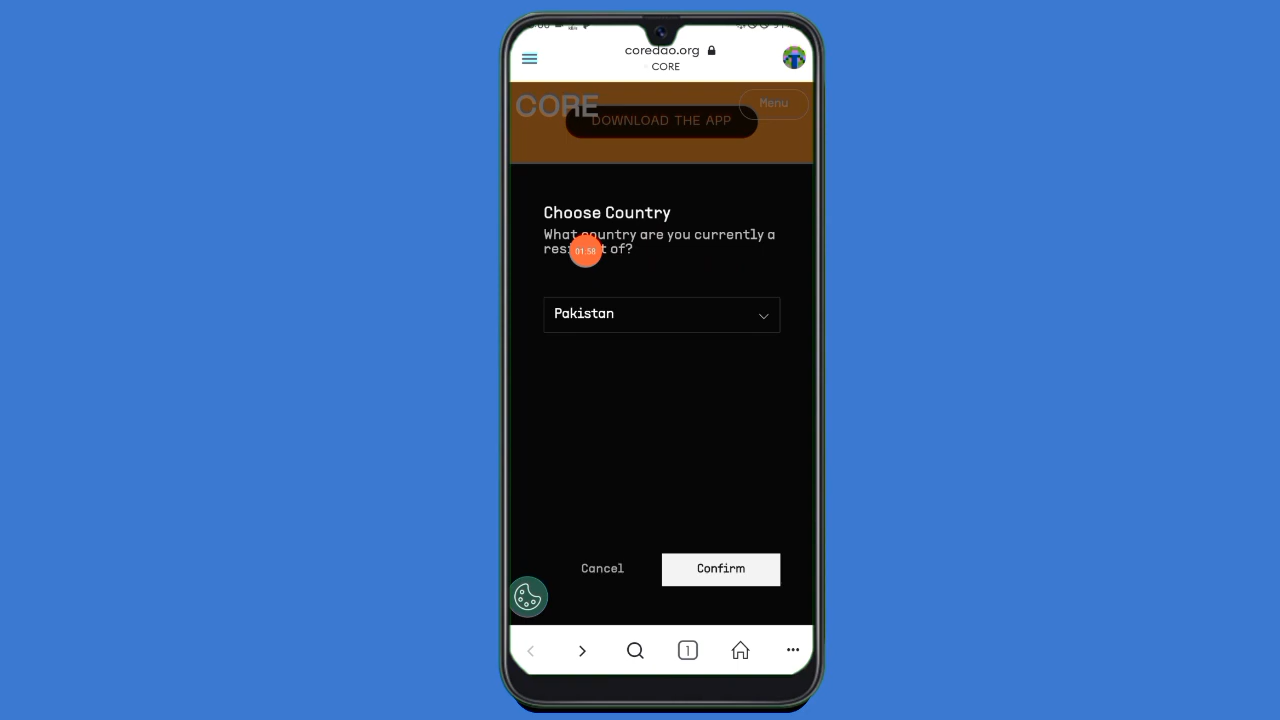 coredao.org
CORE
CORE
Menu
DOWNLOAD THE APP
Choose Country
What country are you currently a
of?
01:58
Pakistan
Cancel
Confirm
1